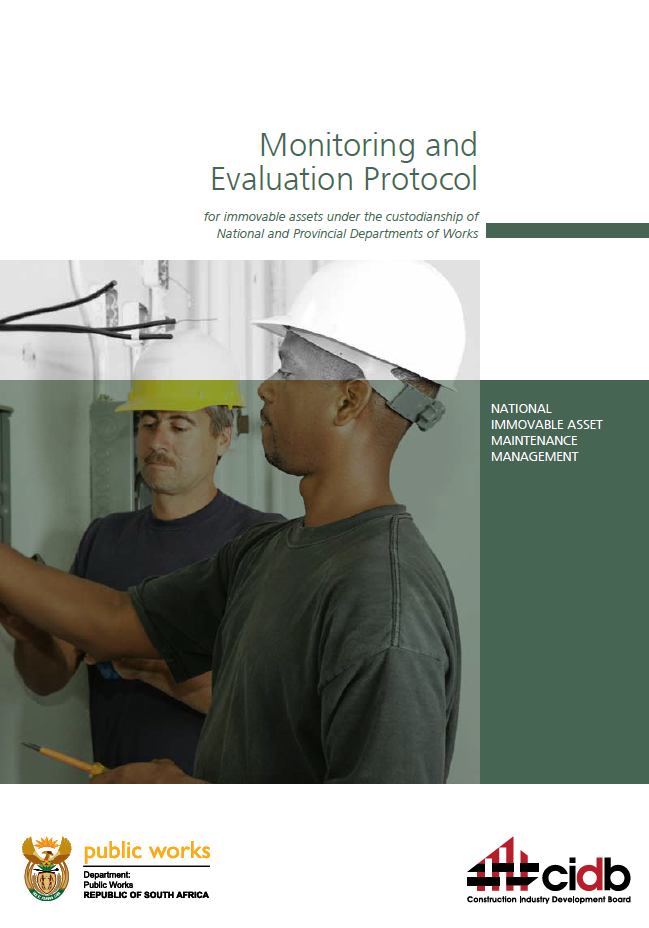 Monitoring and
Evaluation Protocol
for immovable assets under the custodianship of
National and Provincial Departments of Works
NATIONAL
IMMOVABLE ASSET
MAINTENANCE
MANAGEMENT
public works
Department:
Public Works
REPUBLIC OF SOUTH AFRICA
cidb
Construction Industry Development Board